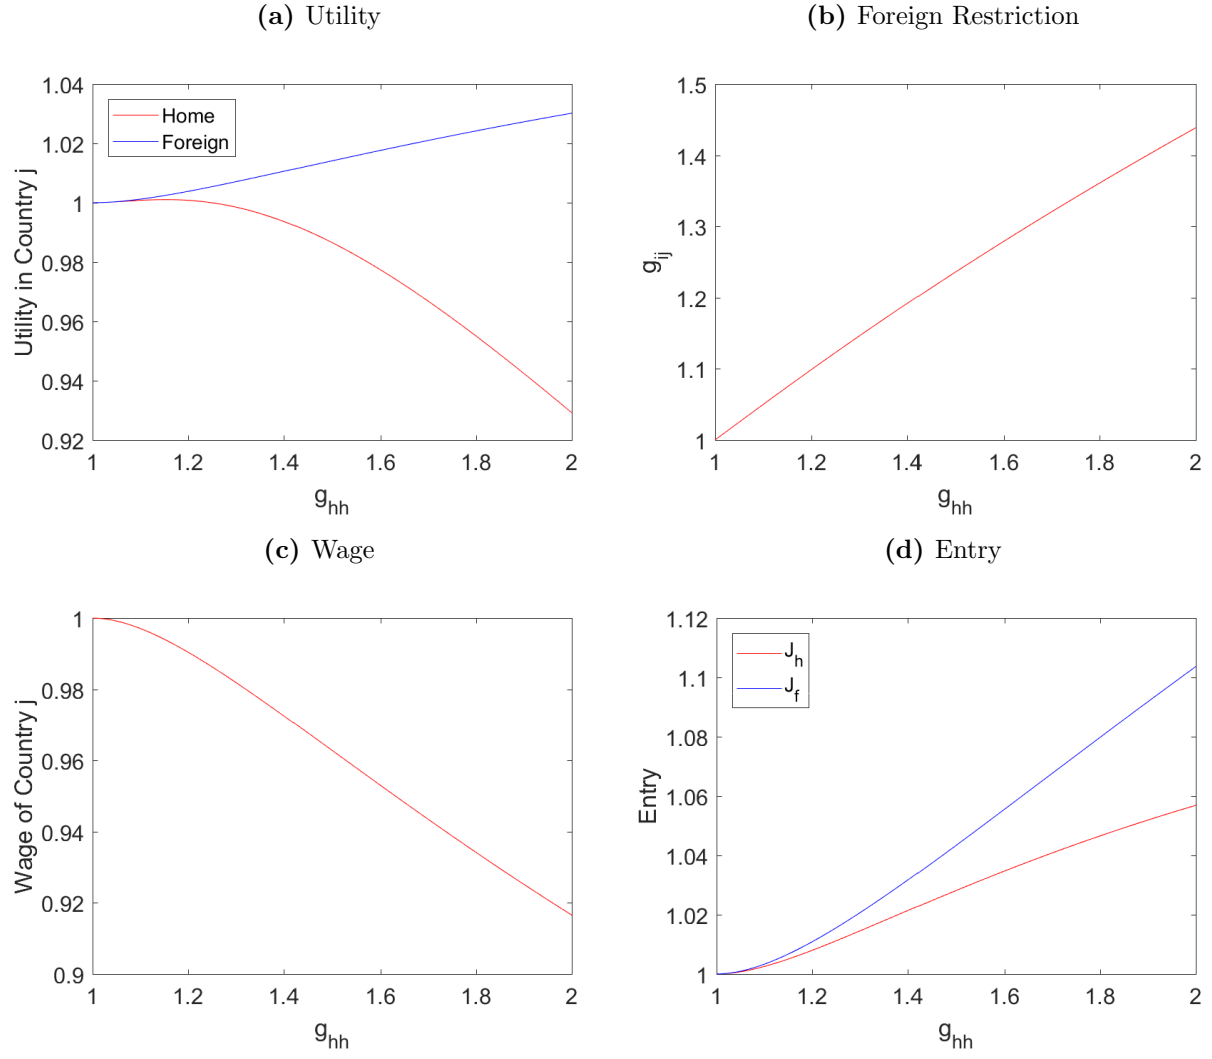 (a) Utility
1.04
1.02
1
0.98
0.96
0.94
0.92
Utility in Country j
Home
Foreign
1 1.2 1.4 1.6 1.8 2
g_hh
(b) Foreign Restriction
1.5
1.4
1.3
1.2
1.1
1
g_ij
1 1.2 1.4 1.6 1.8 2
g_hh
(c) Wage
1
0.98
0.96
0.94
0.92
0.9
Wage of Country j
1 1.2 1.4 1.6 1.8 2
g_hh
(d) Entry
1.12
1.1
1.08
1.06
1.04
1.02
1
Entry
J_h
J_f
1 1.2 1.4 1.6 1.8 2
g_hh